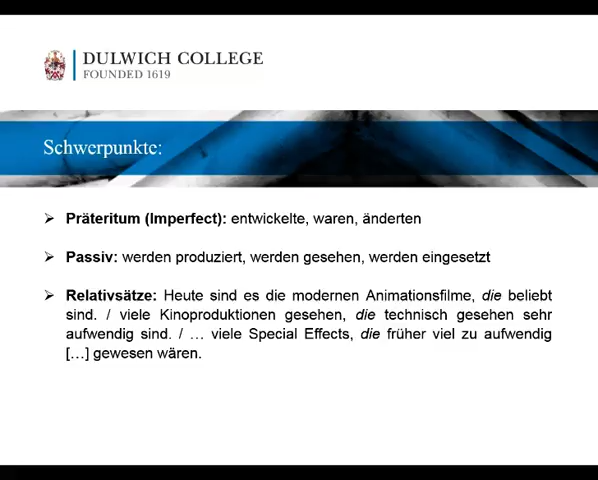 DULWICH COLLEGE
FOUNDED 1619
Schwerpunkte:
➢ Präteritum (Imperfect): entwickelte, waren, änderten
➢ Passiv: werden produziert, werden gesehen, werden eingesetzt
➢ Relativsätze: Heute sind es die modernen Animationsfilme, die beliebt
sind. / viele Kinoproduktionen gesehen, die technisch gesehen sehr
aufwendig sind. / … viele Special Effects, die früher viel zu aufwendig
[…] gewesen wären.